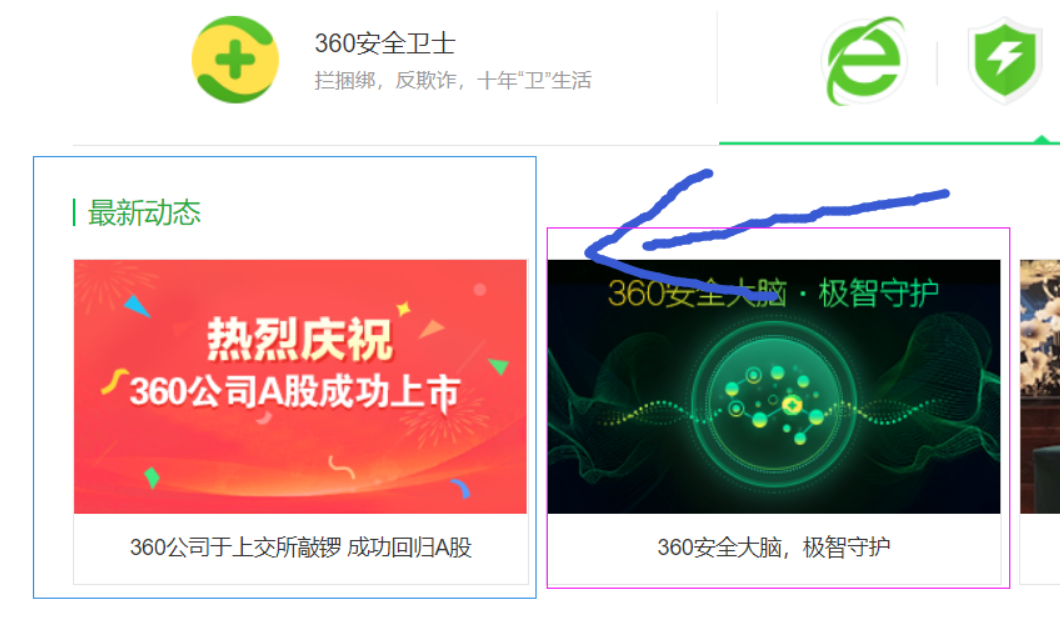 360安全卫士
拦捆绑，反欺诈，十年“卫”生活
最新动态
热烈庆祝
360公司A股成功上市
360安全大脑·极智守护
360公司于上交所敲锣 成功回归A股
360安全大脑，极智守护